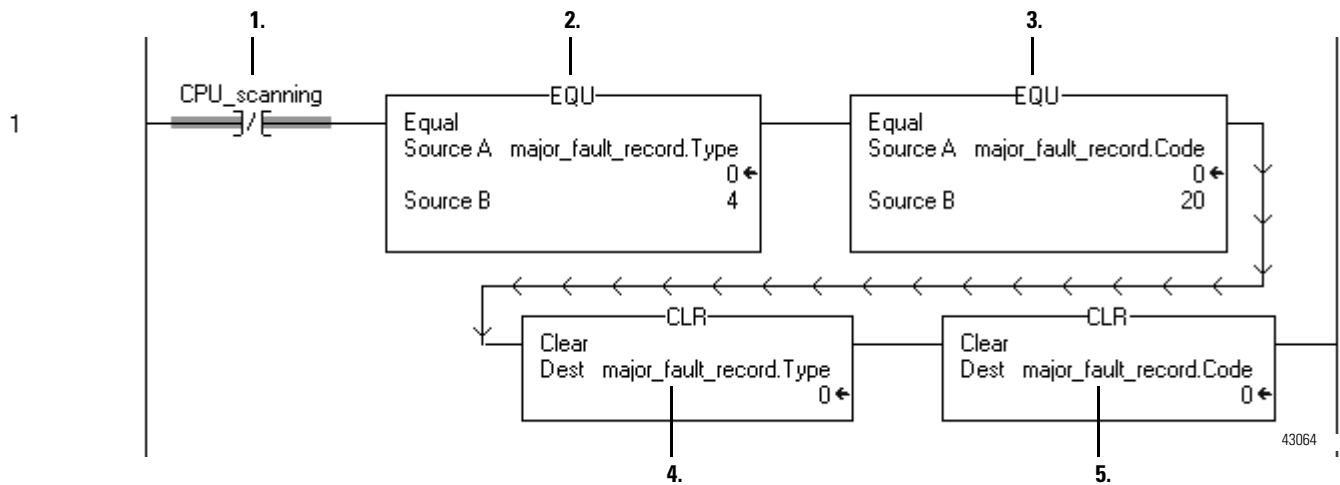 1. 2. 3.
CPU_scanning
1
EQU
Equal
Source A major_fault_record.Type
0
Source B 4
EQU
Equal
Source A major_fault_record.Code
0
Source B 20
CLR
Clear
Dest major_fault_record.Type
0
CLR
Clear
Dest major_fault_record.Code
0
43064
4. 5.